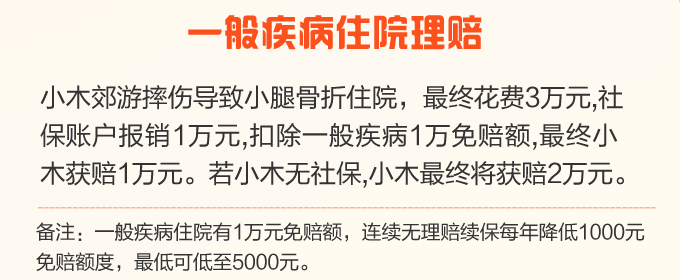 一般疾病住院理赔
小木郊游摔伤导致小腿骨折住院，最终花费3万元,社
保账户报销1万元,扣除一般疾病1万免赔额,最终小
木获赔1万元。若小木无社保,小木最终将获赔2万元。
备注：一般疾病住院有1万元免赔额，连续无理赔续保每年降低1000元
免赔额度，最低可低至5000元。